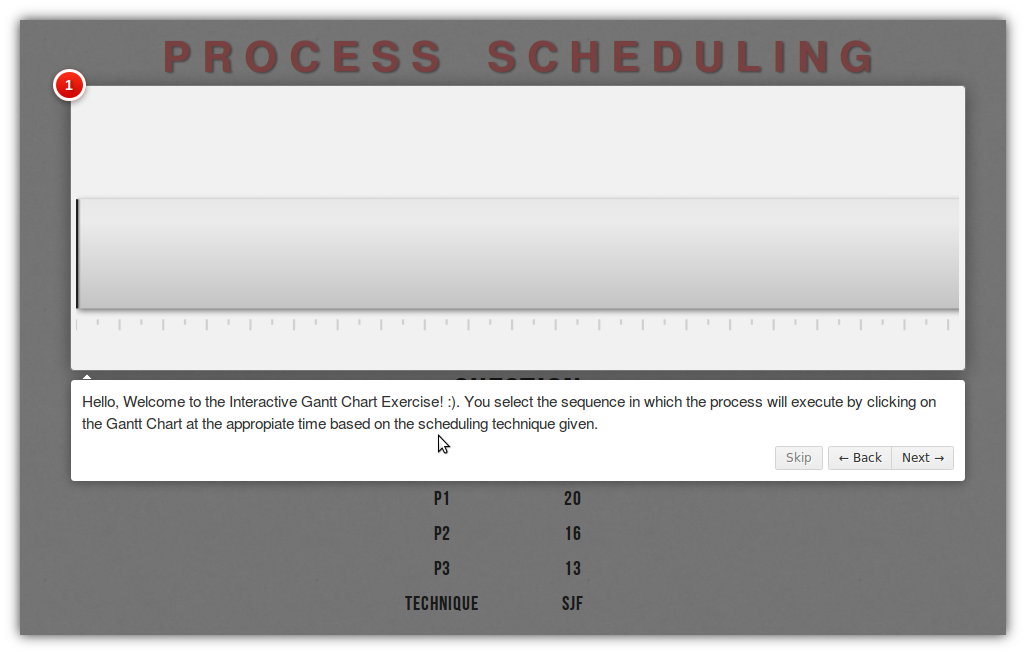 PROCESS SCHEDULING
1
Hello, Welcome to the Interactive Gantt Chart Exercise! :). You select the sequence in which the process will execute by clicking on
the Gantt Chart at the appropiate time based on the scheduling technique given.
Skip ← Back Next →
P1 20
P2 16
P3 13
TECHNIQUE SJF